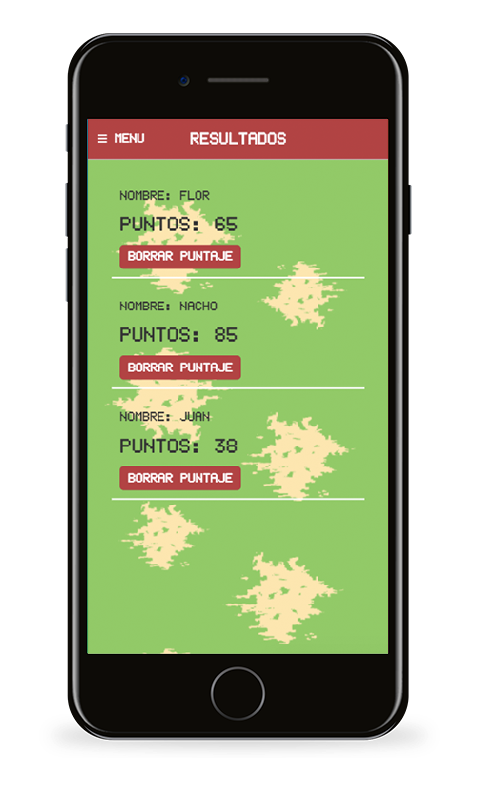 ≡ MENU RESULTADOS
NOMBRE: FLOR
PUNTOS: 65
BORRAR PUNTAJE
NOMBRE: NACHO
PUNTOS: 85
BORRAR PUNTAJE
NOMBRE: JUAN
PUNTOS: 38
BORRAR PUNTAJE